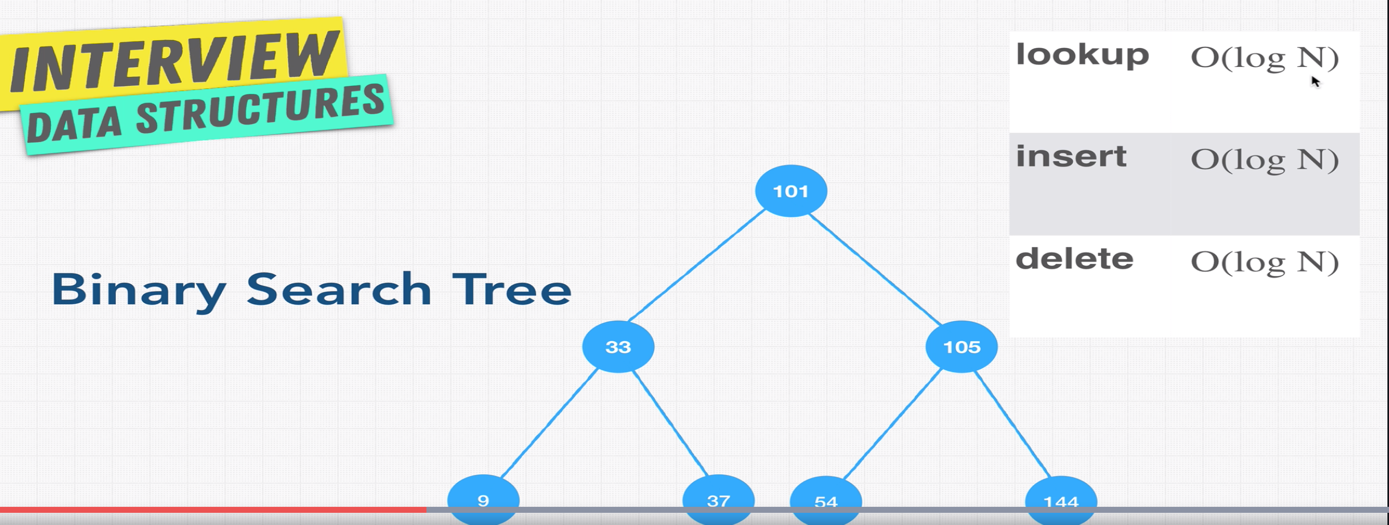 INTERVIEW
DATA STRUCTURES
lookup O(log N)
insert O(log N)
delete O(log N)
Binary Search Tree
101
33 105
9 37 54 144